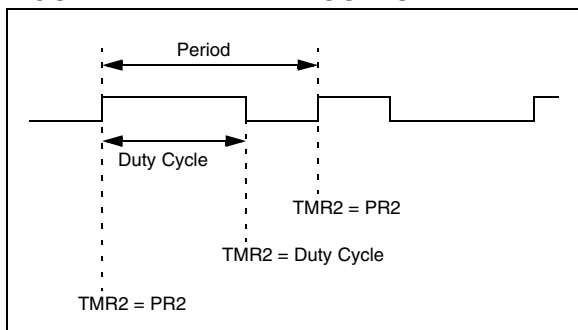 Period
Duty Cycle
TMR2 = PR2
TMR2 = Duty Cycle
TMR2 = PR2